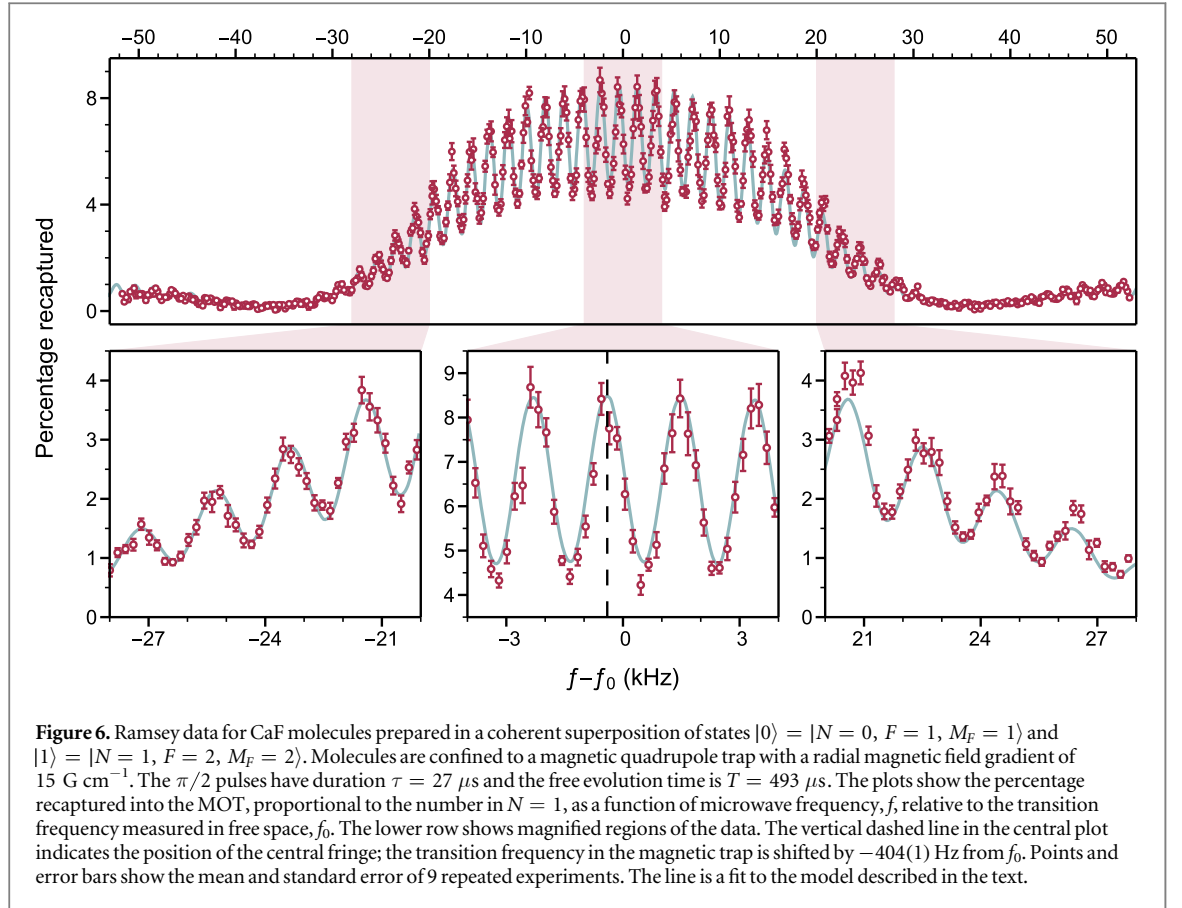 −50 −40 −30 −20 −10 0 10 20 30 40 50
8
4
0
Percentage recaptured
4
3
2
1
0
−27 −24 −21
9
8
7
6
5
4
−3 0 3
4
3
2
1
0
21 24 27
f−f₀ (kHz)
Figure 6. Ramsey data for CaF molecules prepared in a coherent superposition of states |0⟩ = |N = 0, F = 1, M_F = 1⟩ and
|1⟩ = |N = 1, F = 2, M_F = 2⟩. Molecules are confined to a magnetic quadrupole trap with a radial magnetic field gradient of
15 G cm⁻¹. The π/2 pulses have duration τ = 27 μs and the free evolution time is T = 493 μs. The plots show the percentage
recaptured into the MOT, proportional to the number in N = 1, as a function of microwave frequency, f, relative to the transition
frequency measured in free space, f₀. The lower row shows magnified regions of the data. The vertical dashed line in the central plot
indicates the position of the central fringe; the transition frequency in the magnetic trap is shifted by −404(1) Hz from f₀. Points and
error bars show the mean and standard error of 9 repeated experiments. The line is a fit to the model described in the text.